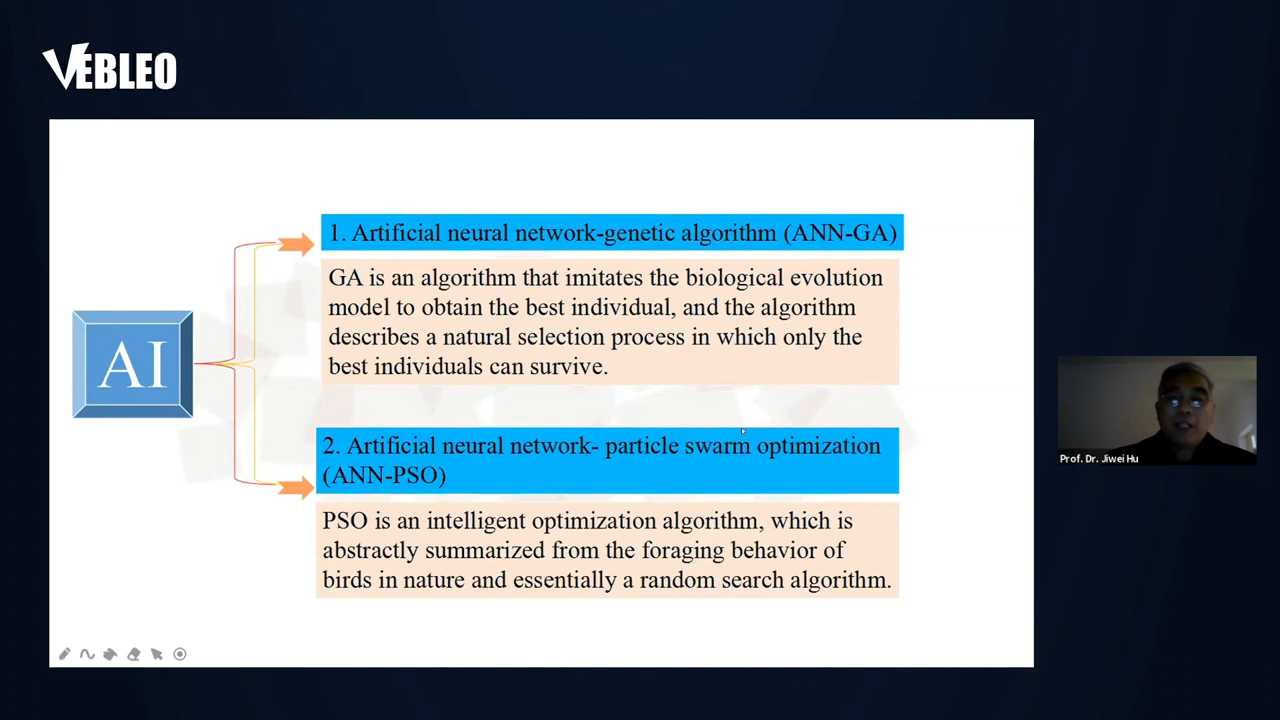 VEBLEO
1. Artificial neural network-genetic algorithm (ANN-GA)
GA is an algorithm that imitates the biological evolution
model to obtain the best individual, and the algorithm
describes a natural selection process in which only the
best individuals can survive.
AI
2. Artificial neural network- particle swarm optimization
(ANN-PSO)
PSO is an intelligent optimization algorithm, which is
abstractly summarized from the foraging behavior of
birds in nature and essentially a random search algorithm.
Prof. Dr. Jiwei Hu